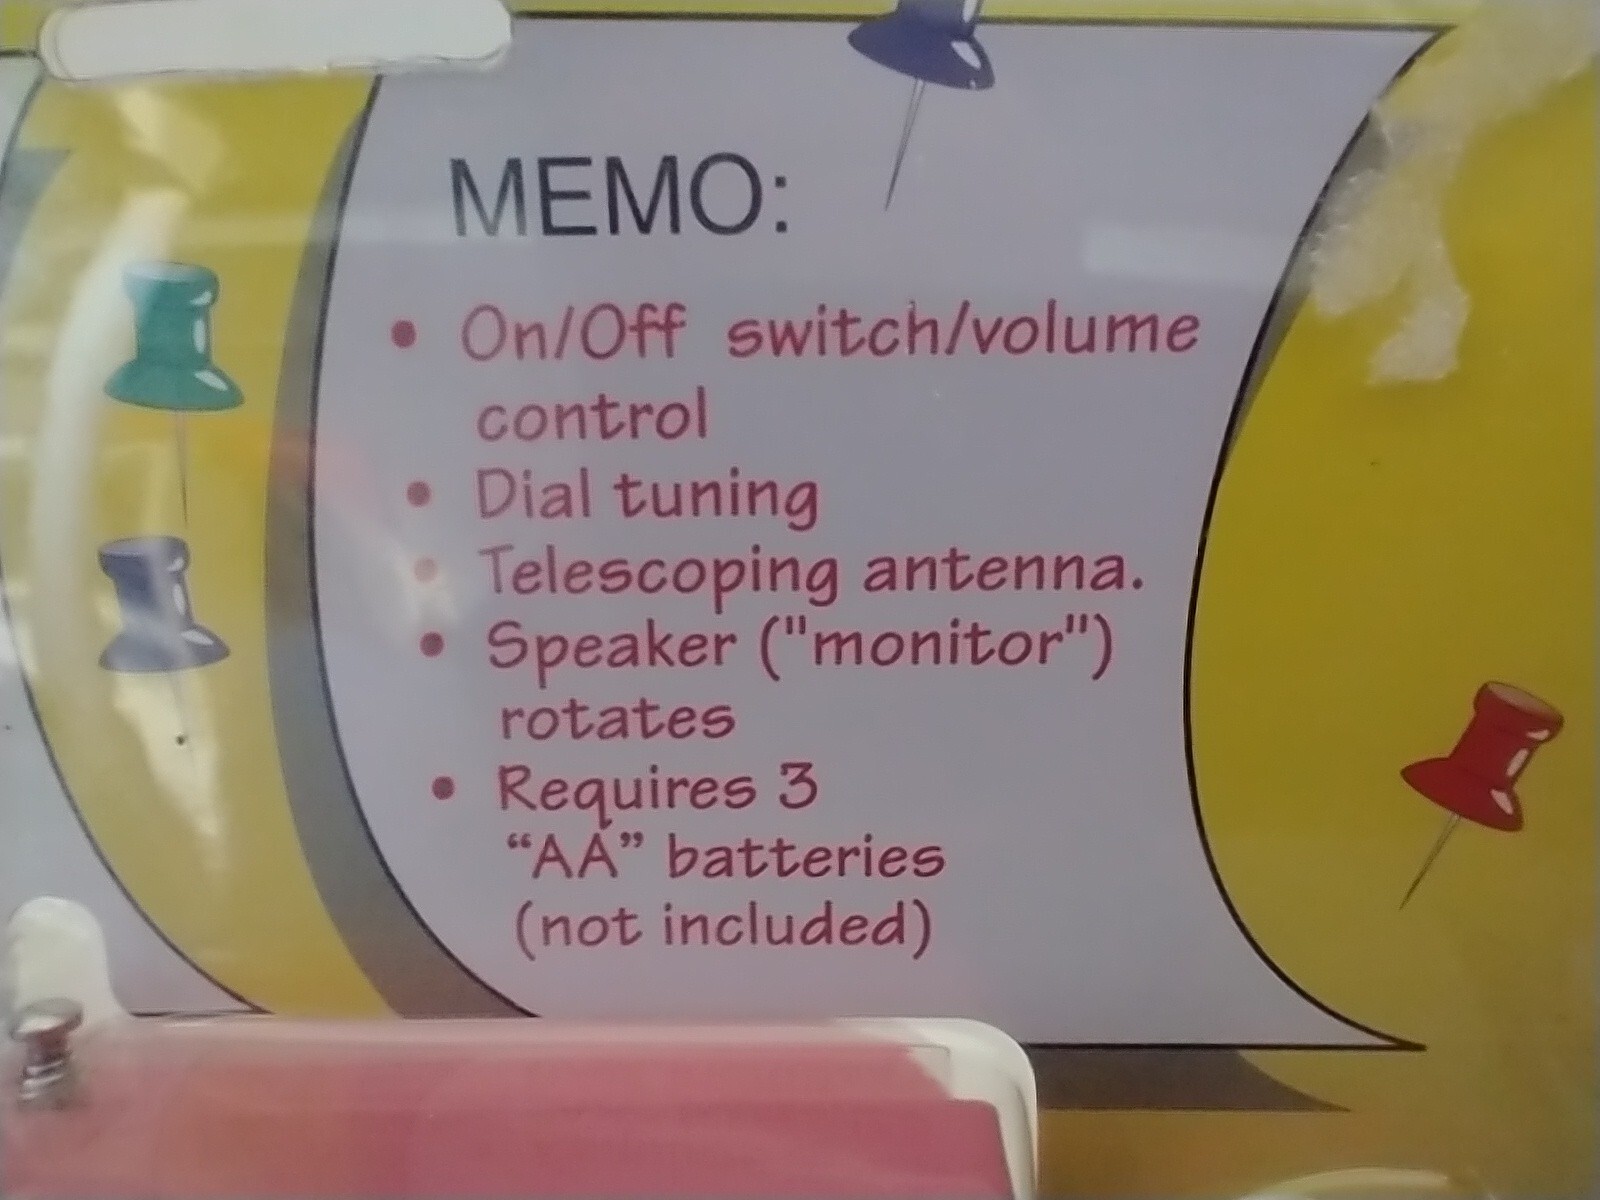 MEMO:
• On/Off switch/volume
control
• Dial tuning
• Telescoping antenna.
• Speaker ("monitor")
rotates
• Requires 3
“AA” batteries
(not included)